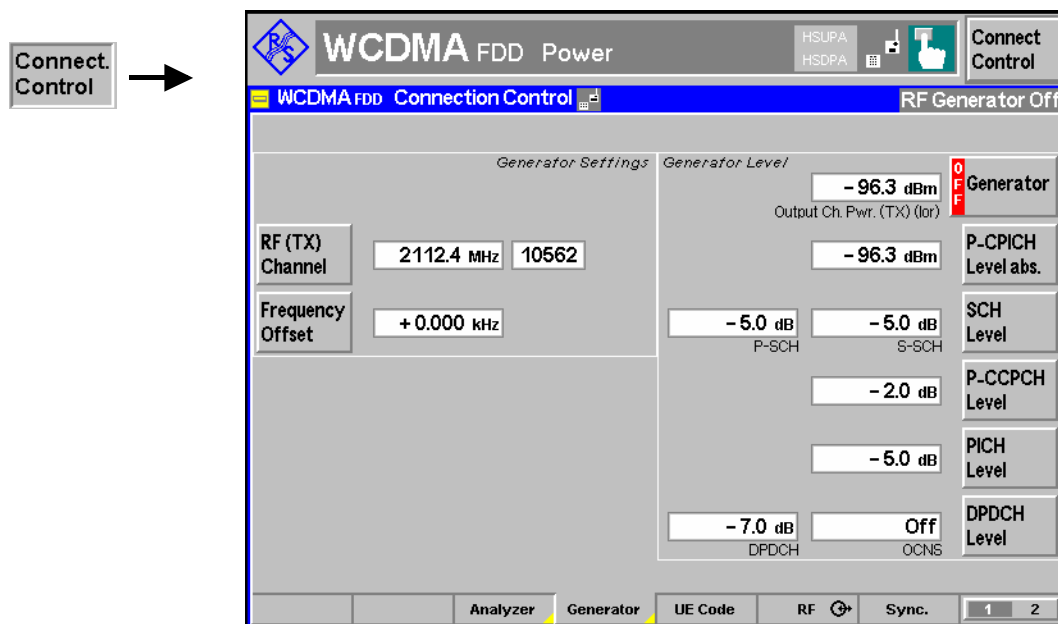 Connect.
Control
R&S
WCDMA FDD Power
HSUPA
HSDPA
Connect
Control
WCDMA FDD Connection Control
RF Generator Off
Generator Settings
Generator Level
- 96.3 dBm
Output Ch. Pwr. (TX) (Ior)
OFF
Generator
RF (TX)
Channel
2112.4 MHz
10562
- 96.3 dBm
P-CPICH
Level abs.
Frequency
Offset
+ 0.000 kHz
- 5.0 dB
P-SCH
- 5.0 dB
S-SCH
SCH
Level
- 2.0 dB
P-CCPCH
Level
- 5.0 dB
PICH
Level
- 7.0 dB
DPDCH
Off
OCNS
DPDCH
Level
Analyzer
Generator
UE Code
RF
Sync.
1 2